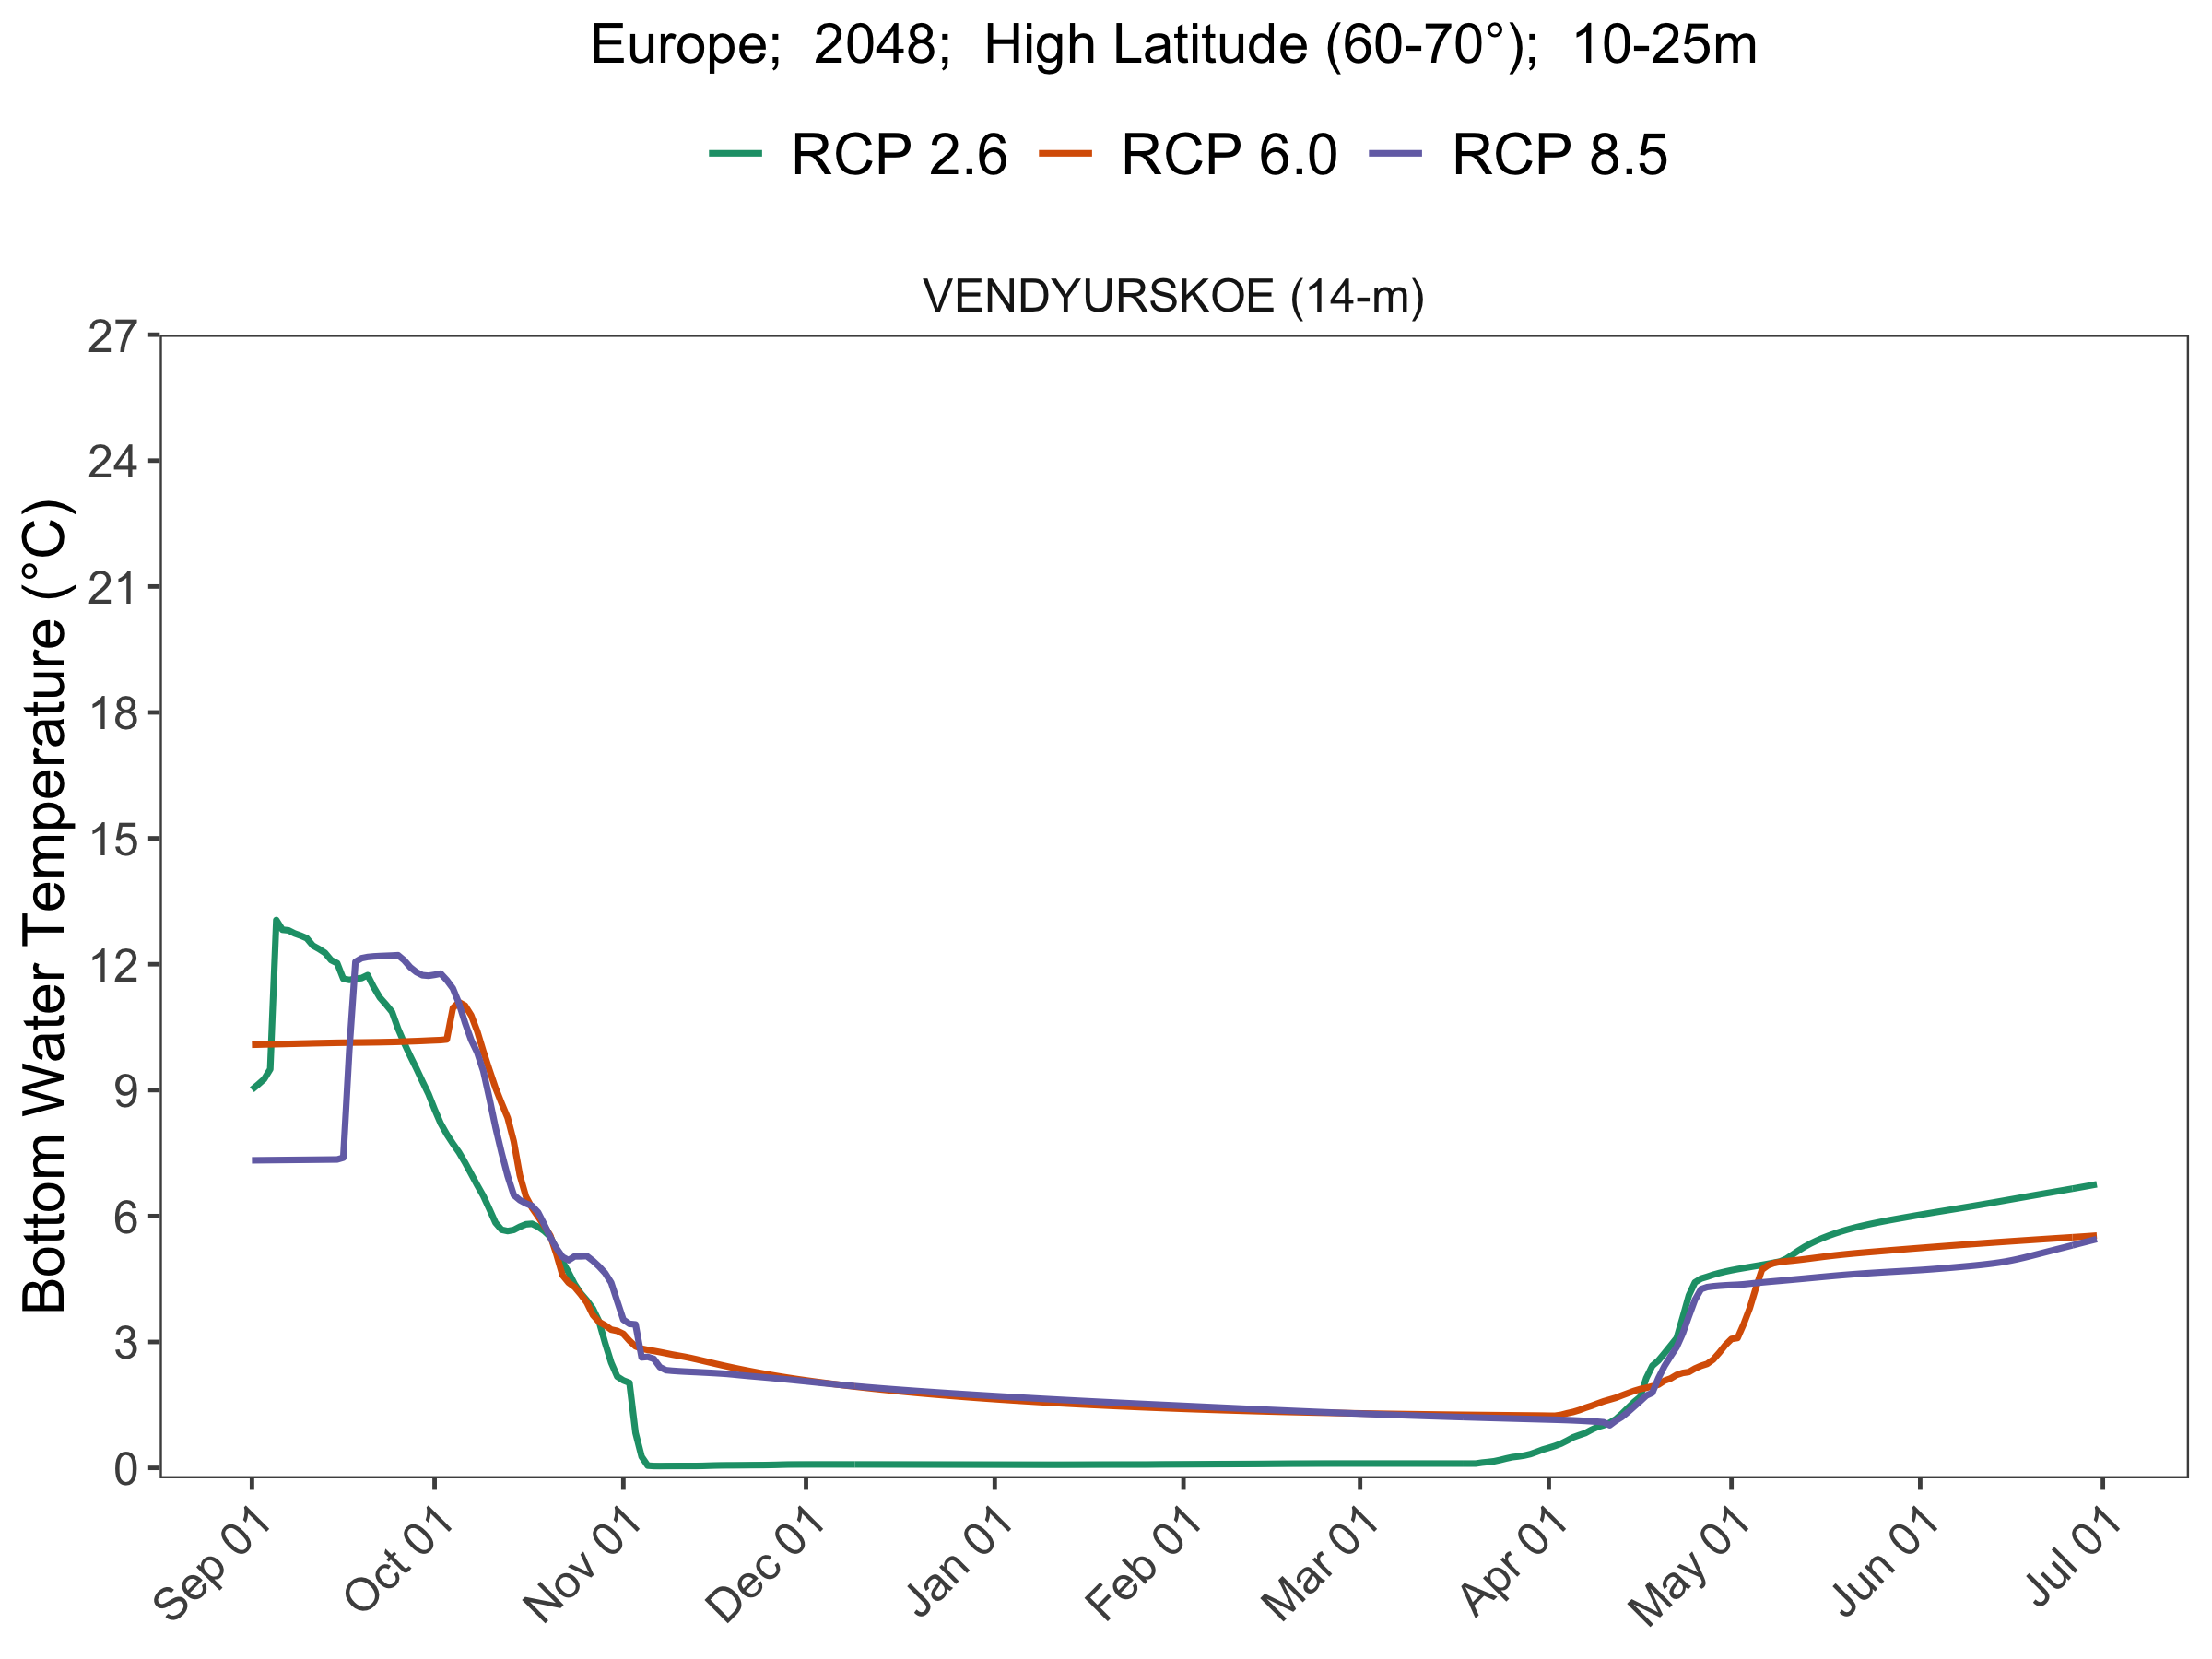 Europe;  2048;  High Latitude (60-70°);  10-25m
RCP 2.6  RCP 6.0  RCP 8.5
VENDYURSKOE (14-m)
Bottom Water Temperature (°C)
27
24
21
18
15
12
9
6
3
0
Sep 01  Oct 01  Nov 01  Dec 01  Jan 01  Feb 01  Mar 01  Apr 01  May 01  Jun 01  Jul 01